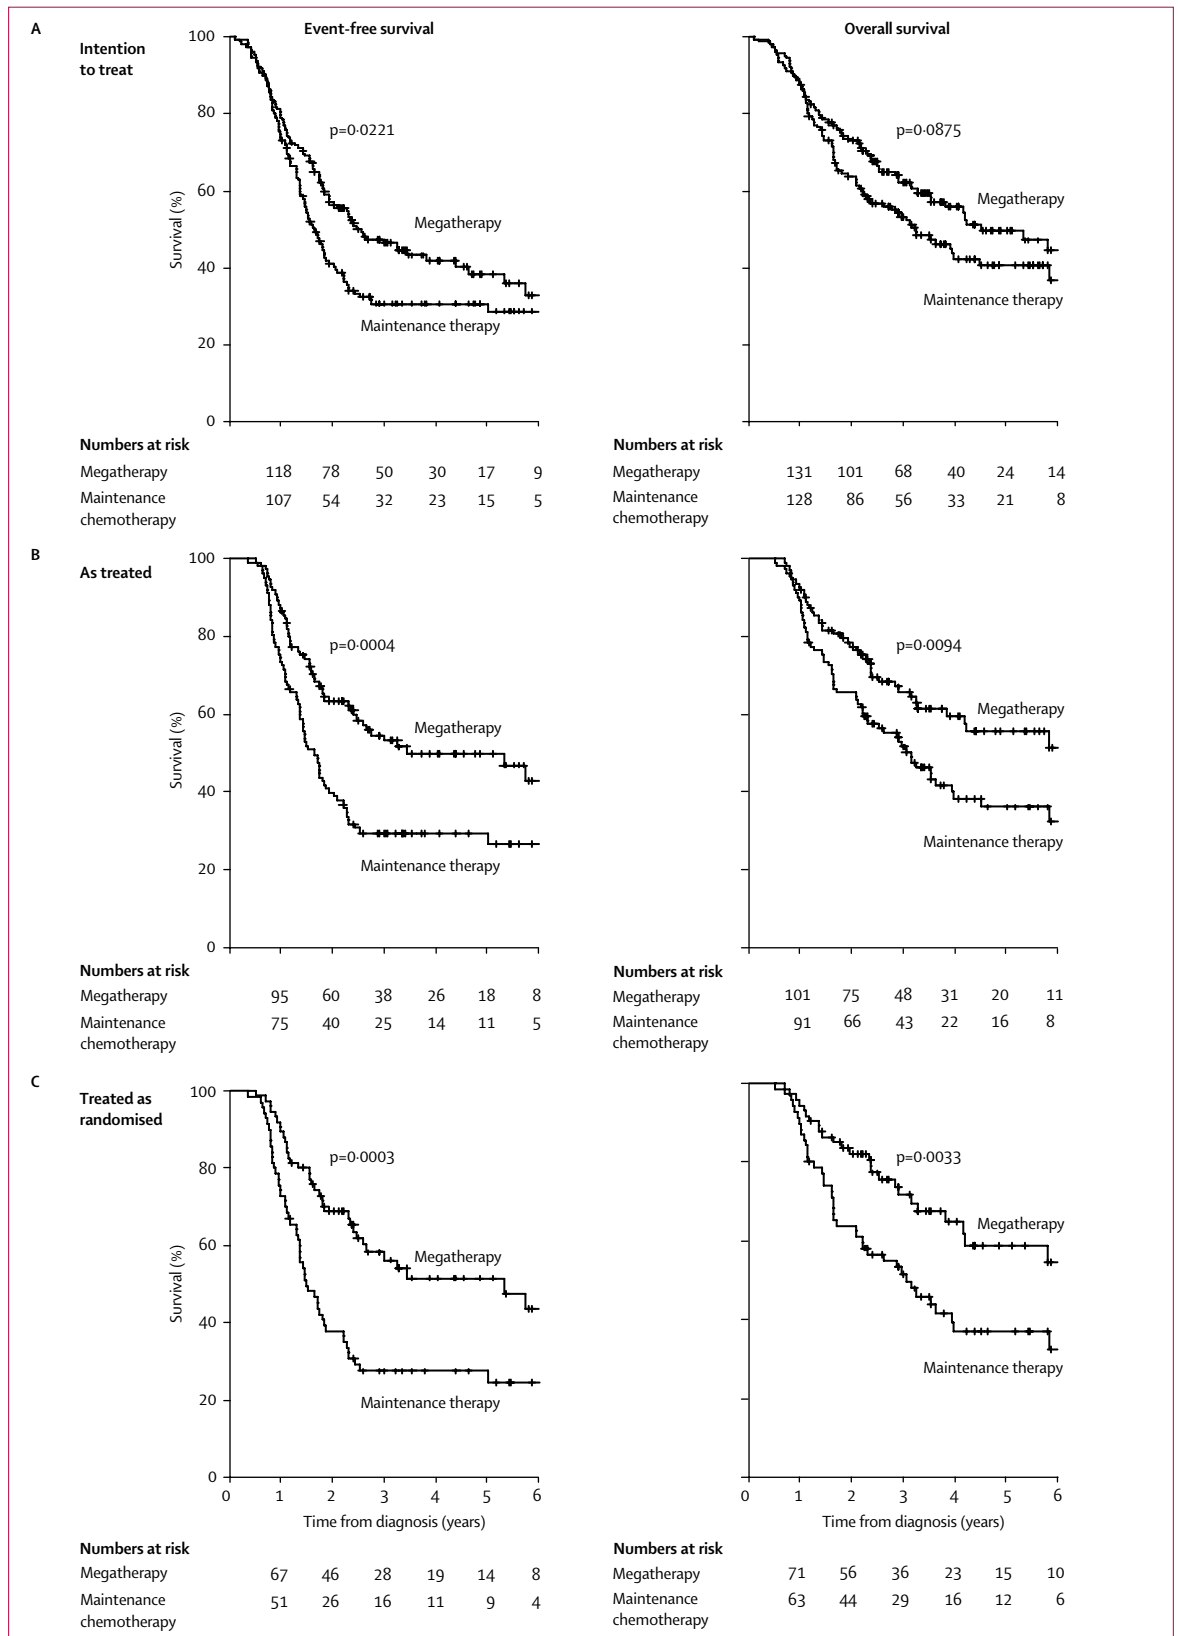 A
Intention
to treat
Event-free survival
Overall survival
100
80
60
40
20
0
Survival (%)
p=0·0221
Megatherapy
Maintenance therapy
p=0·0875
Megatherapy
Maintenance therapy
Numbers at risk
Megatherapy 118 78 50 30 17 9
Maintenance
chemotherapy 107 54 32 23 15 5
Numbers at risk
Megatherapy 131 101 68 40 24 14
Maintenance
chemotherapy 128 86 56 33 21 8
B
As treated
100
80
60
40
20
0
Survival (%)
p=0·0004
Megatherapy
Maintenance therapy
p=0·0094
Megatherapy
Maintenance therapy
Numbers at risk
Megatherapy 95 60 38 26 18 8
Maintenance
chemotherapy 75 40 25 14 11 5
Numbers at risk
Megatherapy 101 75 48 31 20 11
Maintenance
chemotherapy 91 66 43 22 16 8
C
Treated as
randomised
100
80
60
40
20
0
Survival (%)
p=0·0003
Megatherapy
Maintenance therapy
0 1 2 3 4 5 6
Time from diagnosis (years)
p=0·0033
Megatherapy
Maintenance therapy
0 1 2 3 4 5 6
Time from diagnosis (years)
Numbers at risk
Megatherapy 67 46 28 19 14 8
Maintenance
chemotherapy 51 26 16 11 9 4
Numbers at risk
Megatherapy 71 56 36 23 15 10
Maintenance
chemotherapy 63 44 29 16 12 6